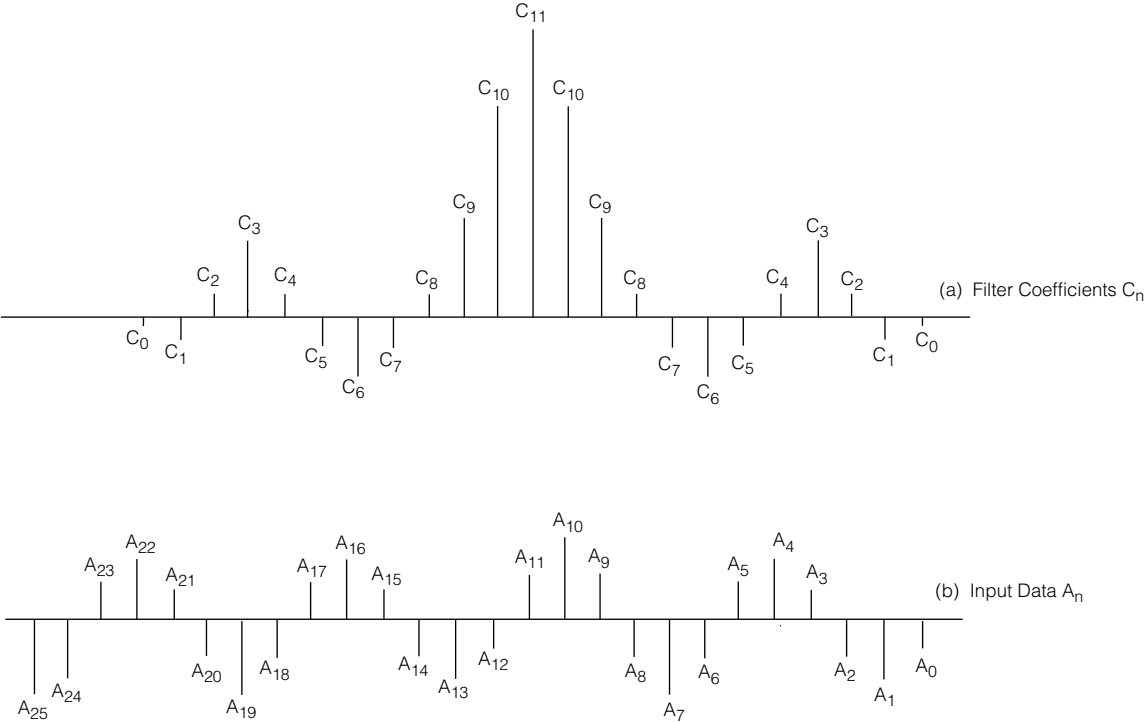 C11
C10 C10
C9 C9
C3 C3
C2 C4 C8 C8 C4 C2
(a) Filter Coefficients Cn
C0 C1 C5 C6 C7 C7 C6 C5 C1 C0
A10
A22 A16 A11 A4
A23 A21 A17 A15 A9 A5 A3
(b) Input Data An
A25 A24 A20 A19 A18 A14 A13 A12 A8 A7 A6 A2 A1 A0